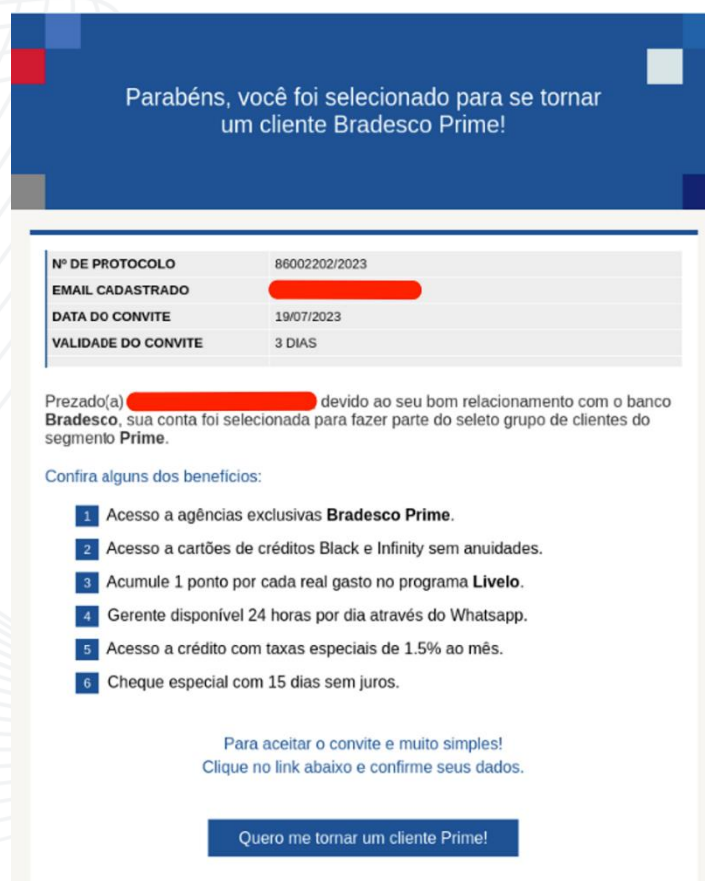 Parabéns, você foi selecionado para se tornar
um cliente Bradesco Prime!
Nº DE PROTOCOLO 86002202/2023
EMAIL CADASTRADO
DATA DO CONVITE 19/07/2023
VALIDADE DO CONVITE 3 DIAS
Prezado(a) devido ao seu bom relacionamento com o banco
Bradesco, sua conta foi selecionada para fazer parte do seleto grupo de clientes do
segmento Prime.
Confira alguns dos benefícios:
1 Acesso a agências exclusivas Bradesco Prime.
2 Acesso a cartões de créditos Black e Infinity sem anuidades.
3 Acumule 1 ponto por cada real gasto no programa Livelo.
4 Gerente disponível 24 horas por dia através do Whatsapp.
5 Acesso a crédito com taxas especiais de 1.5% ao mês.
6 Cheque especial com 15 dias sem juros.
Para aceitar o convite e muito simples!
Clique no link abaixo e confirme seus dados.
Quero me tornar um cliente Prime!